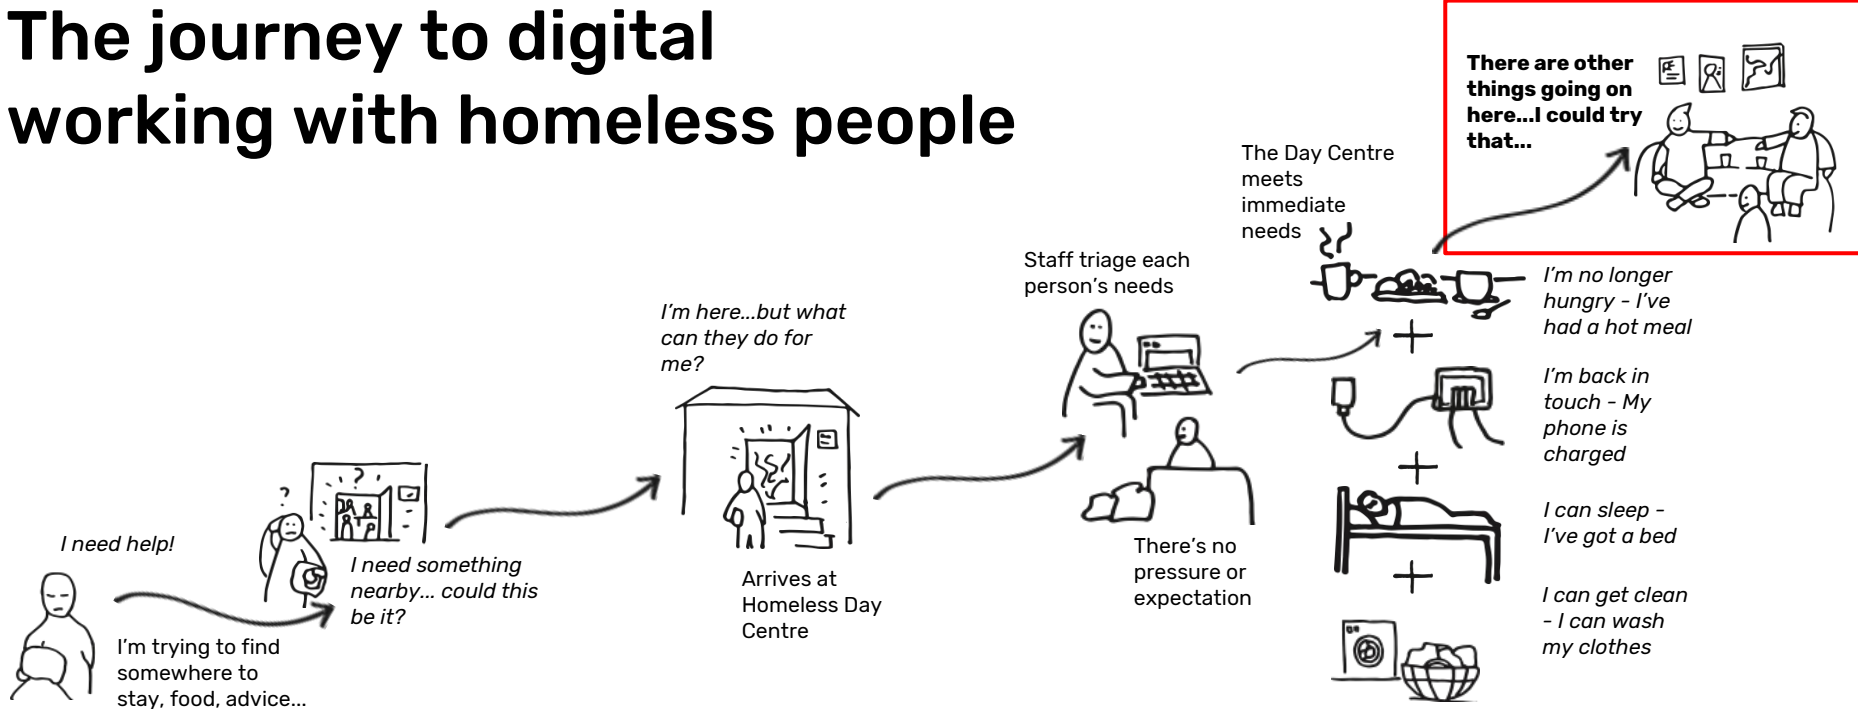 The journey to digital
working with homeless people
I need help!
I'm trying to find
somewhere to
stay, food, advice...
?
?
I need something
nearby... could this
be it?
I'm here...but what
can they do for
me?
Arrives at
Homeless Day
Centre
Staff triage each
person's needs
There's no
pressure or
expectation
The Day Centre
meets
immediate
needs
I'm no longer
hungry - I've
had a hot meal
+
I'm back in
touch - My
phone is
charged
+
I can sleep -
I've got a bed
+
I can get clean
- I can wash
my clothes
There are other
things going on
here...I could try
that...